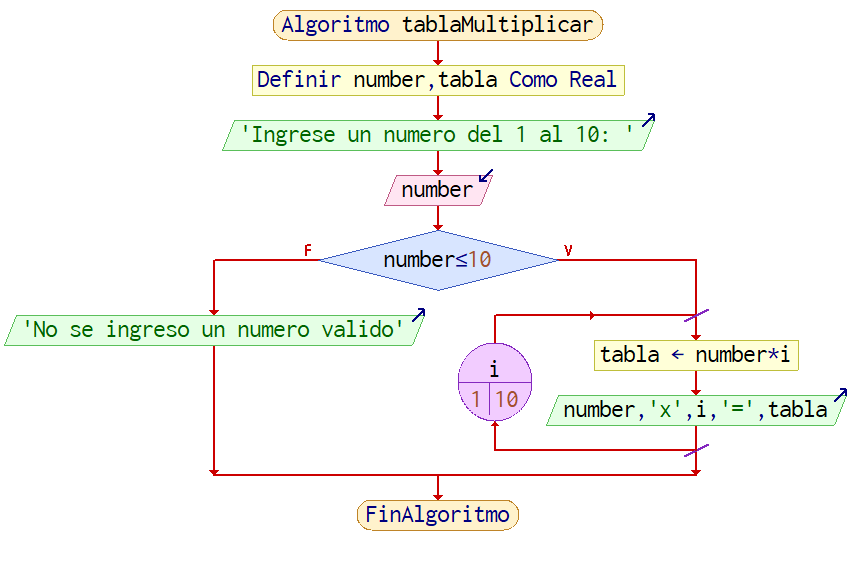 Algoritmo tablaMultiplicar
Definir number,tabla Como Real
'Ingrese un numero del 1 al 10: '
number
number≤10
F
V
'No se ingreso un numero valido'
i
1 10
tabla ← number*i
number,'x',i,'=',tabla
FinAlgoritmo